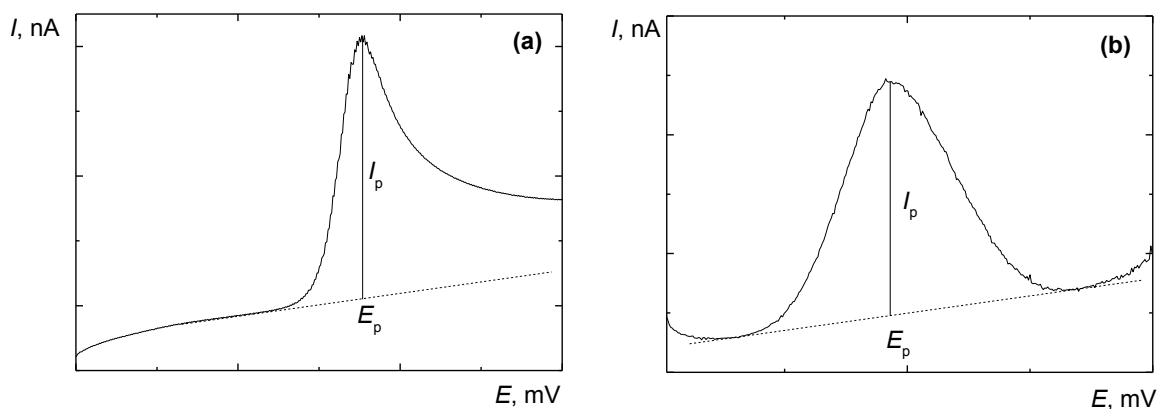 I, nA
(a)
Ip
Ep
E, mV
I, nA
(b)
Ip
Ep
E, mV